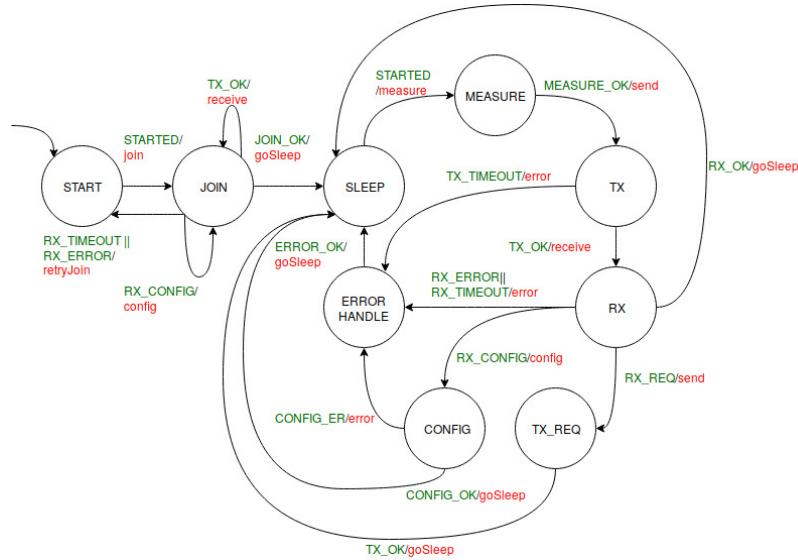 TX_OK/
receive
STARTED
/measure
MEASURE
MEASURE_OK/send
STARTED/
join
JOIN_OK/
goSleep
START
JOIN
SLEEP
TX_TIMEOUT/error
TX
RX_OK/goSleep
RX_TIMEOUT ||
RX_ERROR/
retryJoin
ERROR_OK/
goSleep
TX_OK/receive
RX_CONFIG/
config
ERROR
HANDLE
RX_ERROR||
RX_TIMEOUT/error
RX
RX_CONFIG/config
RX_REQ/send
CONFIG_ER/error
CONFIG
TX_REQ
CONFIG_OK/goSleep
TX_OK/goSleep